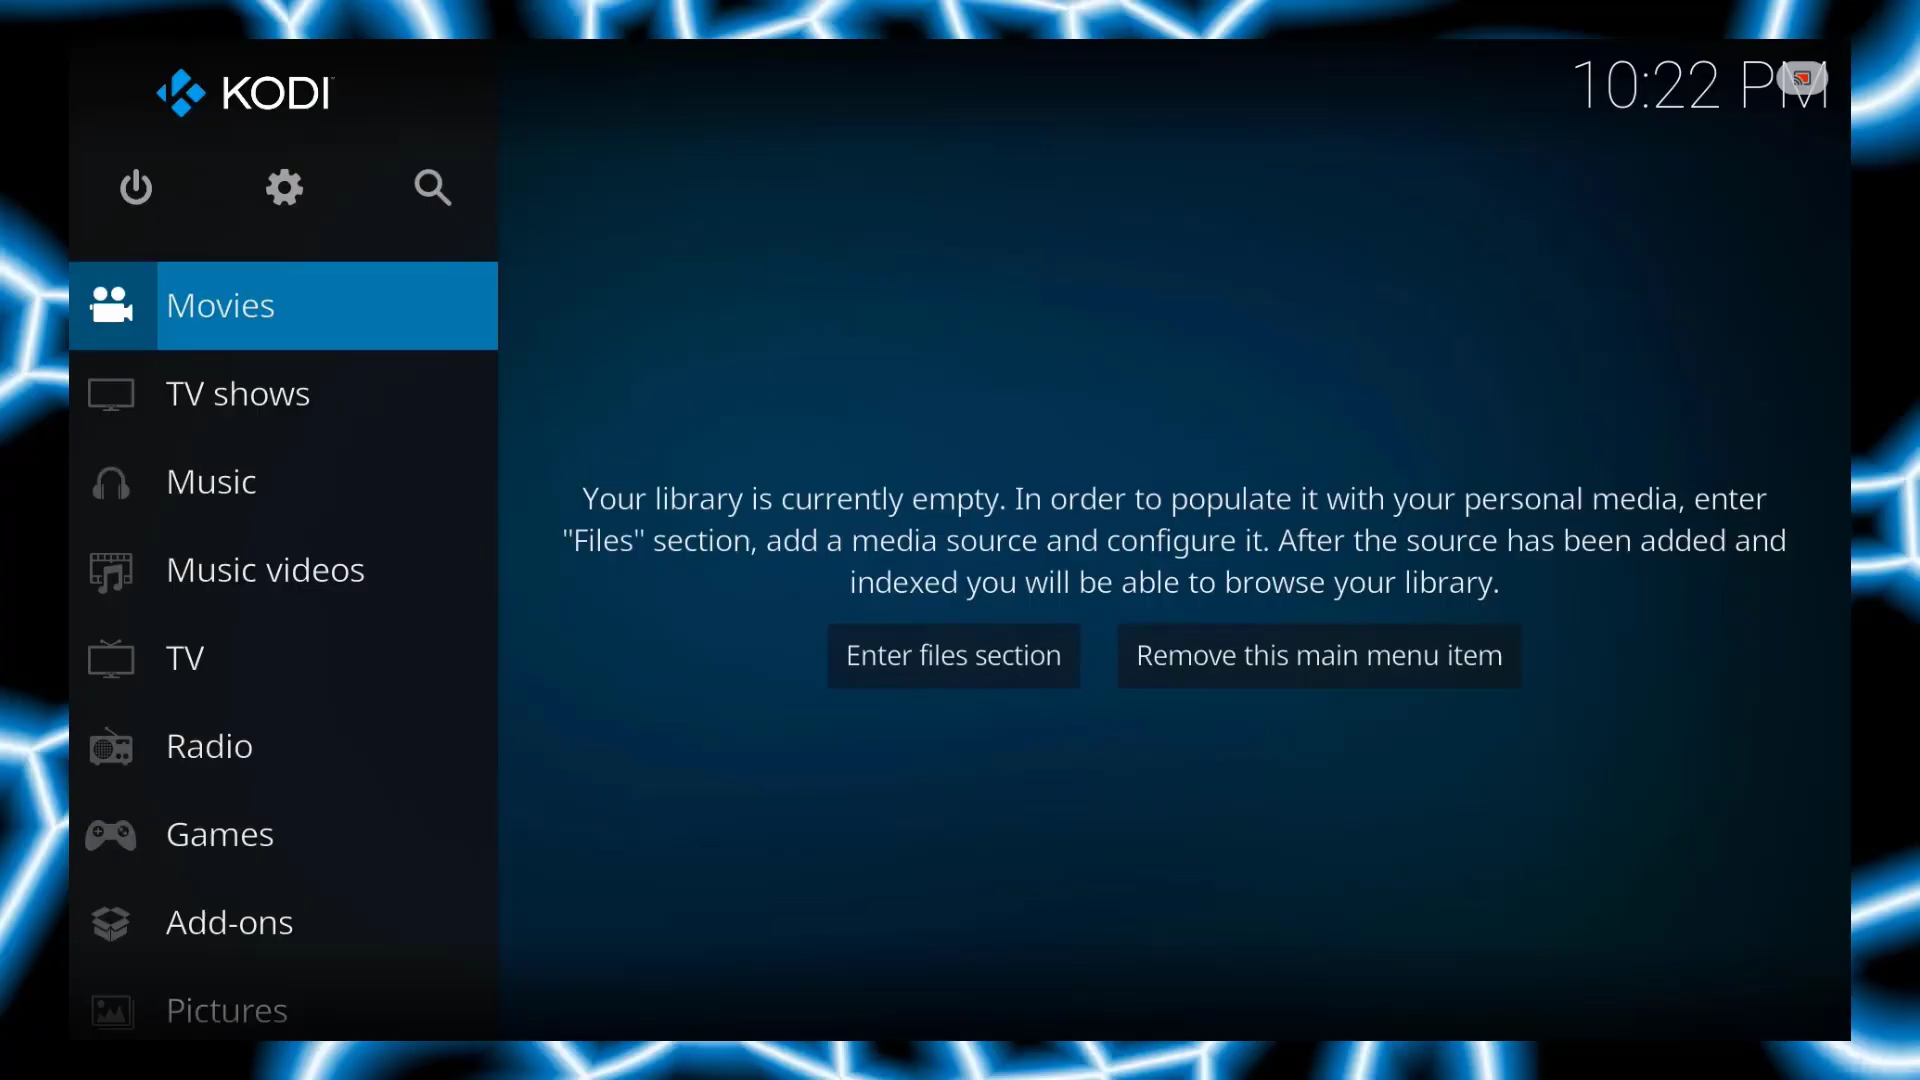 KODI
10:22 PM
Movies
TV shows
Music
Music videos
TV
Radio
Games
Add-ons
Pictures
Your library is currently empty. In order to populate it with your personal media, enter
"Files" section, add a media source and configure it. After the source has been added and
indexed you will be able to browse your library.
Enter files section
Remove this main menu item